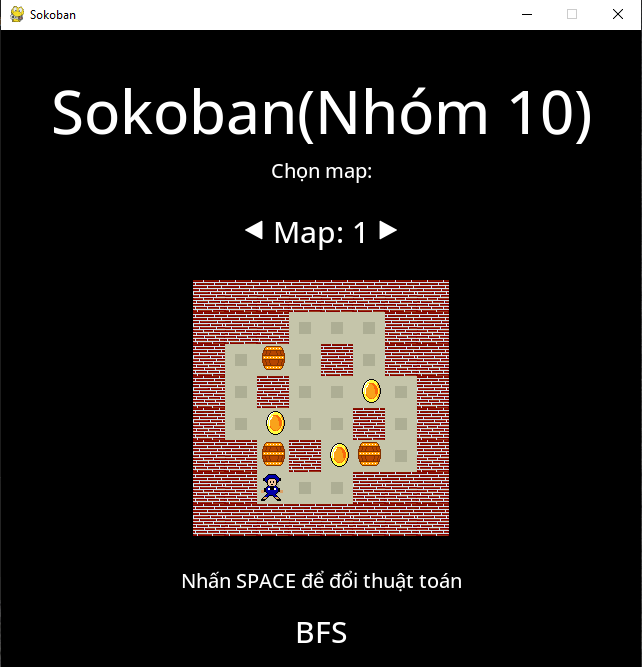 Sokoban
Sokoban(Nhóm 10)
Chọn map:
Map: 1
Nhấn SPACE để đổi thuật toán
BFS